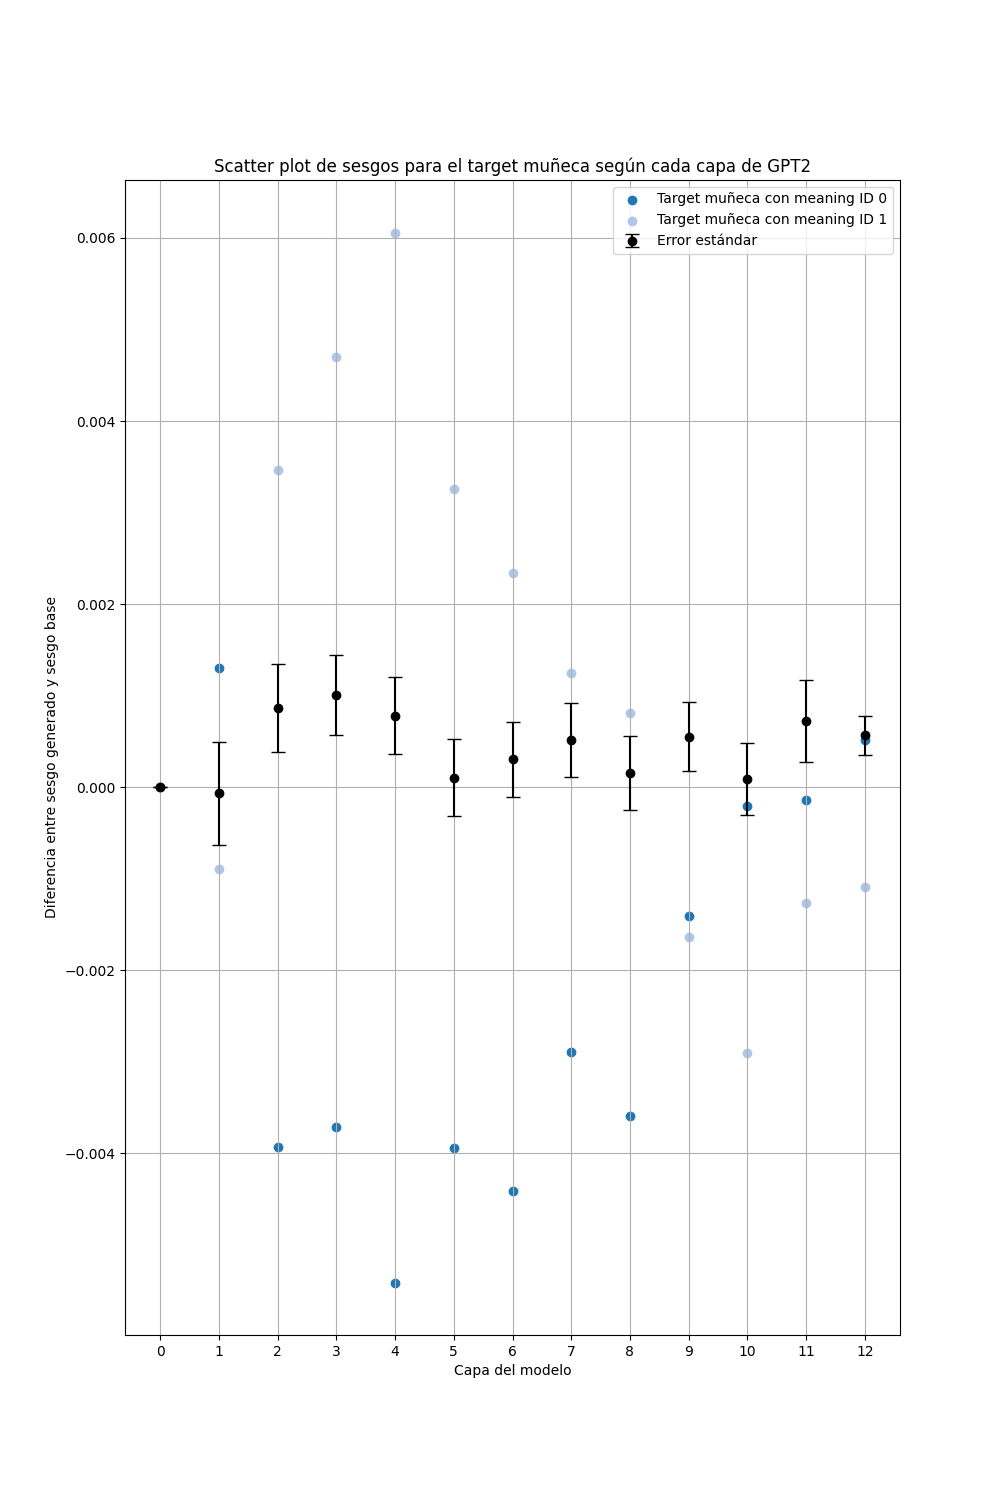 Scatter plot de sesgos para el target muñeca según cada capa de GPT2
Target muñeca con meaning ID 0
Target muñeca con meaning ID 1
Error estándar
Diferencia entre sesgo generado y sesgo base
0.006
0.004
0.002
0.000
−0.002
−0.004
0 1 2 3 4 5 6 7 8 9 10 11 12
Capa del modelo